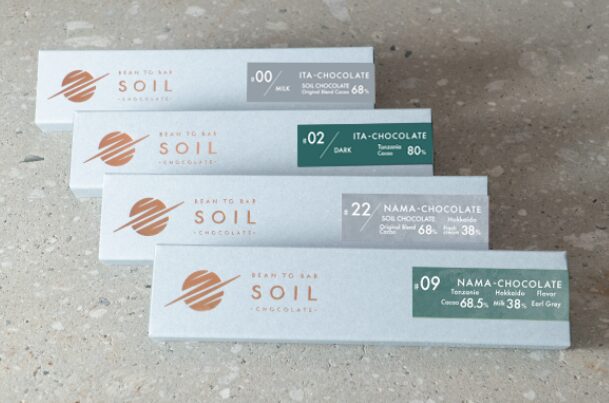 BEAN TO BAR
SOIL
- CHOCOLATE -
#00 ITA-CHOCOLATE
MILK SOIL CHOCOLATE
Original Blend Cacao 68%
BEAN TO BAR
SOIL
- CHOCOLATE -
#02 ITA-CHOCOLATE
DARK Tanzania
Cacao 80%
BEAN TO BAR
SOIL
- CHOCOLATE -
#22 NAMA-CHOCOLATE
SOIL CHOCOLATE Hokkaido
Original Blend
Cacao 68% Fresh
cream 38%
BEAN TO BAR
SOIL
- CHOCOLATE -
#09 NAMA-CHOCOLATE
Tanzania Hokkaido Flavor
Cacao 68.5% Milk 38% Earl Grey